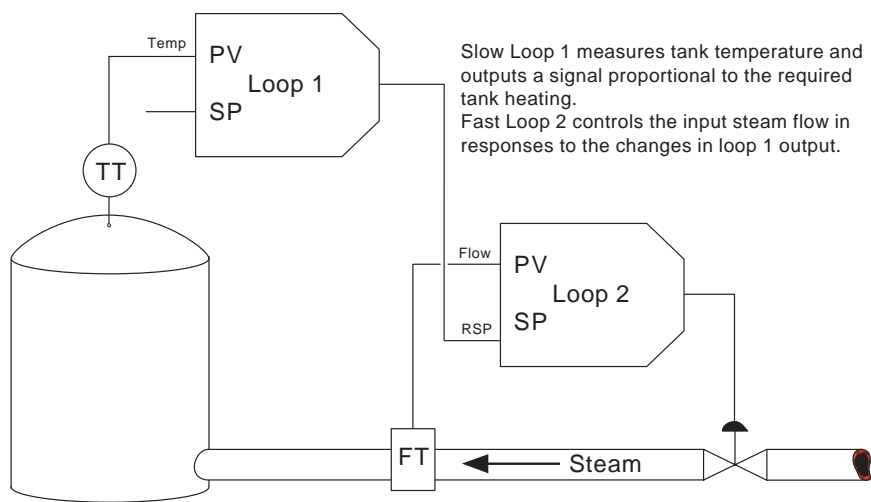 Temp
PV
Loop 1
SP
Slow Loop 1 measures tank temperature and
outputs a signal proportional to the required
tank heating.
Fast Loop 2 controls the input steam flow in
responses to the changes in loop 1 output.
TT
Flow
PV
Loop 2
SP
RSP
FT
Steam